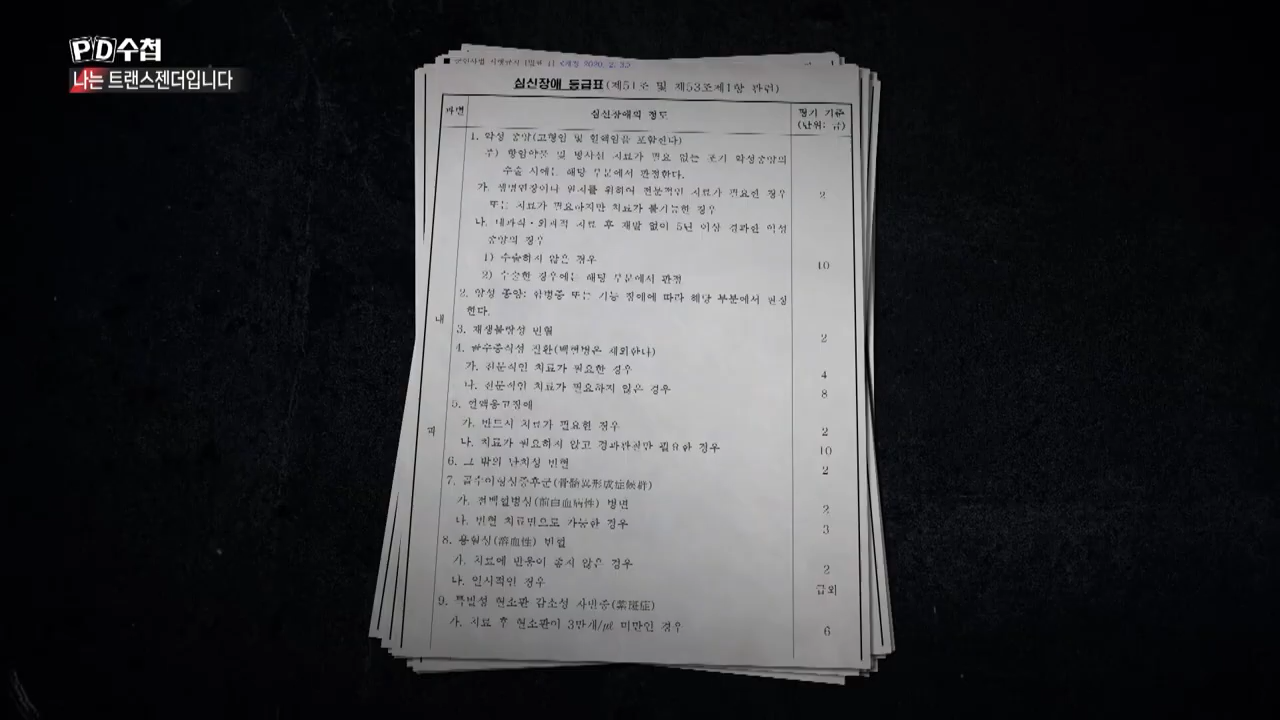 PD수첩
나는 트랜스젠더입니다
심신장애 등급표(제51조 및 제53조제1항 관련)
과별
심신장애의 정도
평가 기준
(단위: 급)
1. 악성 종양(고형암 및 혈액암을 포함한다)
주) 항암약물 및 방사선 치료가 필요 없는 조기 악성종양의
수술 시에는 해당 부분에서 판정한다.
가. 생명연장이나 완치를 위하여 전문적인 치료가 필요한 경우
또는 치료가 필요하지만 치료가 불가능한 경우
2
나. 내과적·외과적 치료 후 재발 없이 5년 이상 경과한 악성
종양의 경우
1) 수술하지 않은 경우
10
2) 수술한 경우에는 해당 부분에서 판정
2. 양성 종양: 합병증 또는 기능 장애에 따라 해당 부분에서 판정
한다.
내
3. 재생불량성 빈혈
2
4. 골수증식성 질환(백혈병은 제외한다)
가. 전문적인 치료가 필요한 경우
4
나. 전문적인 치료가 필요하지 않은 경우
8
5. 혈액응고장애
과
가. 반드시 치료가 필요한 경우
2
나. 치료가 필요하지 않고 경과관찰만 필요한 경우
10
6. 그 밖의 난치성 빈혈
2
7. 골수이형성증후군(骨髓異形成症候群)
가. 전백혈병성(前白血病性) 병면
2
나. 빈혈 치료만으로 가능한 경우
3
8. 용혈성(溶血性) 빈혈
가. 치료에 반응이 좋지 않은 경우
2
나. 일시적인 경우
급외
9. 특발성 혈소판 감소성 자반증(紫斑症)
가. 치료 후 혈소판이 3만개/㎕ 미만인 경우
6